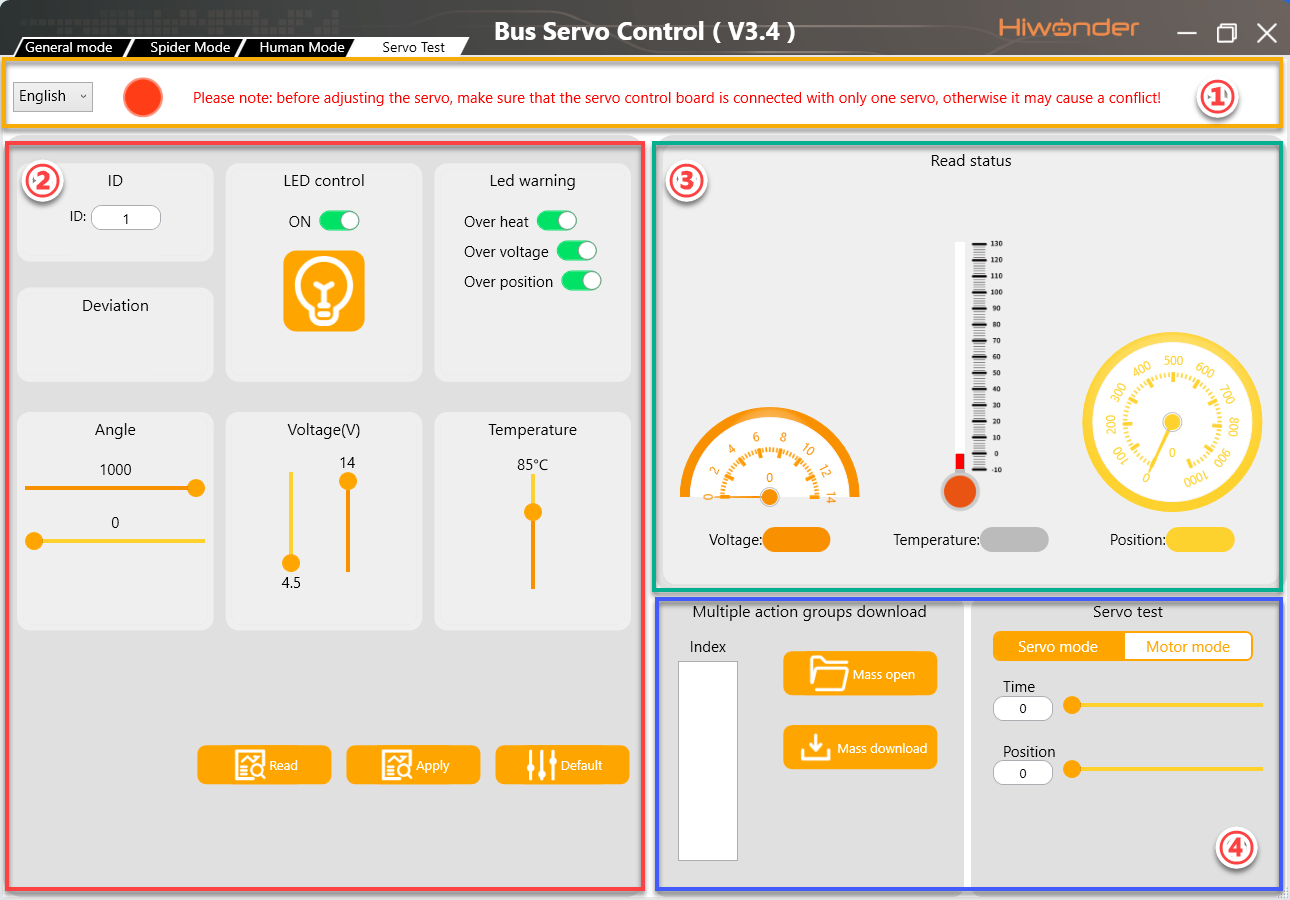 Bus Servo Control ( V3.4 )
Hiwonder
General mode
Spider Mode
Human Mode
Servo Test
English
Please note: before adjusting the servo, make sure that the servo control board is connected with only one servo, otherwise it may cause a conflict!
①
②
ID
ID: 1
LED control
ON
Led warning
Over heat
Over voltage
Over position
Deviation
Angle
1000
0
Voltage(V)
14
4.5
Temperature
85°C
Read
Apply
Default
③
Read status
0 2 4 6 8 10 12 14
0
130
120
110
100
90
80
70
60
50
40
30
20
10
0
-10
0 100 200 300 400 500 600 700 800 900 1000
0
Voltage:
Temperature:
Position:
Multiple action groups download
Index
Mass open
Mass download
Servo test
Servo mode
Motor mode
Time
0
Position
0
④